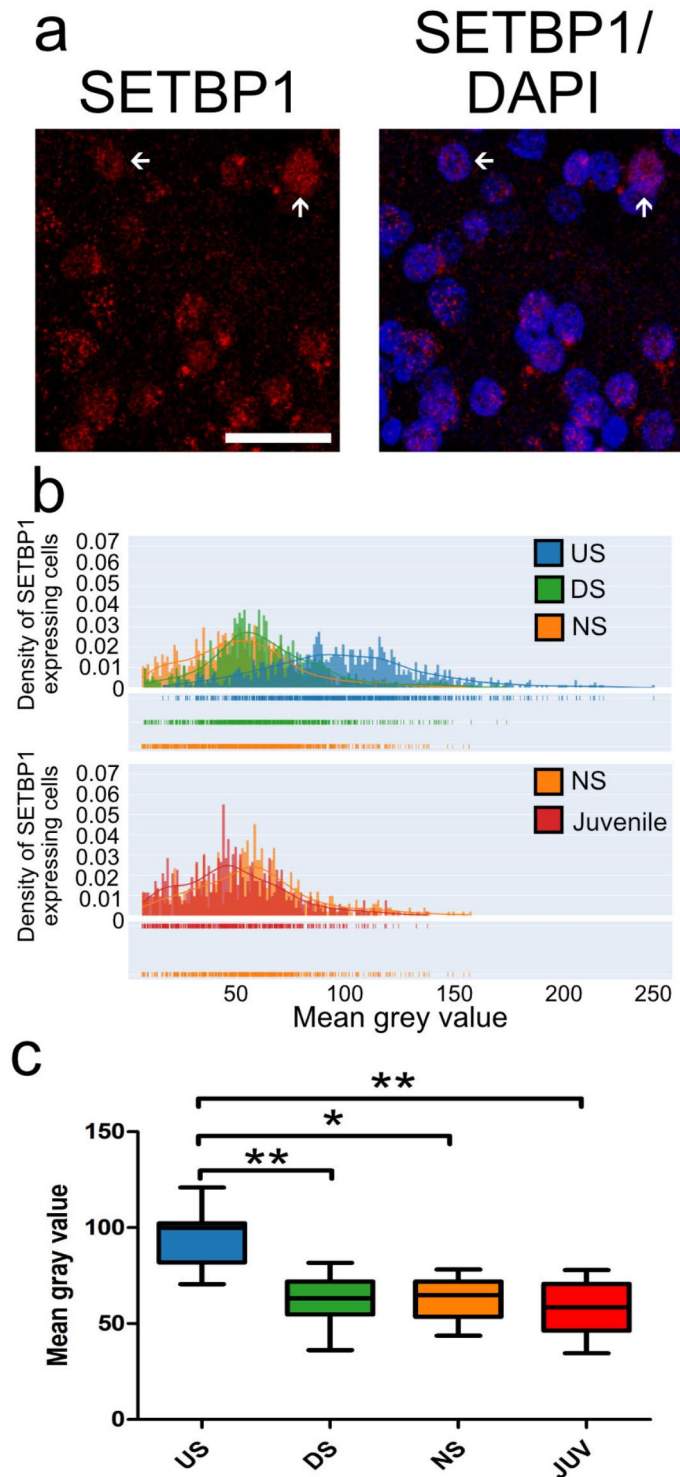 a
SETBP1
SETBP1/
DAPI
b
Density of SETBP1
expressing cells
0.07
0.06
0.05
0.04
0.03
0.02
0.01
0
US
DS
NS
Density of SETBP1
expressing cells
0.07
0.06
0.05
0.04
0.03
0.02
0.01
0
NS
Juvenile
50 100 150 200 250
Mean grey value
c
Mean gray value
150
100
50
0
**
*
**
US DS NS JUV